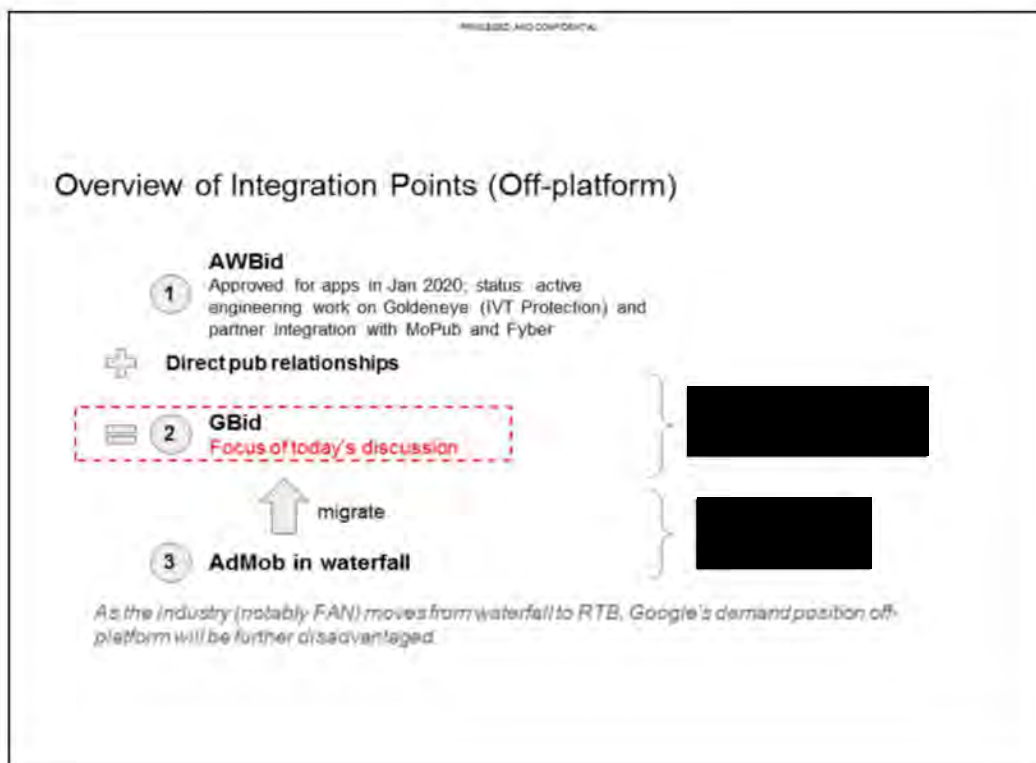 PRIVILEGED AND CONFIDENTIAL
Overview of Integration Points (Off-platform)
AWBid
1
Approved for apps in Jan 2020; status: active
engineering work on Goldeneye (IVT Protection) and
partner integration with MoPub and Fyber
Direct pub relationships
2
GBid
Focus of today's discussion
migrate
3
AdMob in waterfall
As the industry (notably FAN) moves from waterfall to RTB, Google's demand position off-
platform will be further disadvantaged.